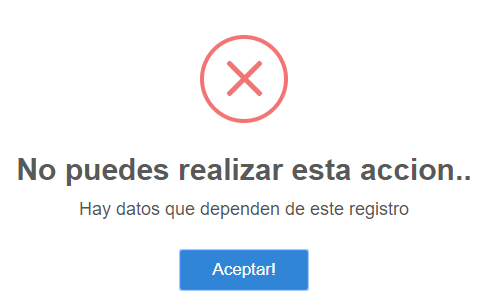 No puedes realizar esta accion..
Hay datos que dependen de este registro
Aceptar!